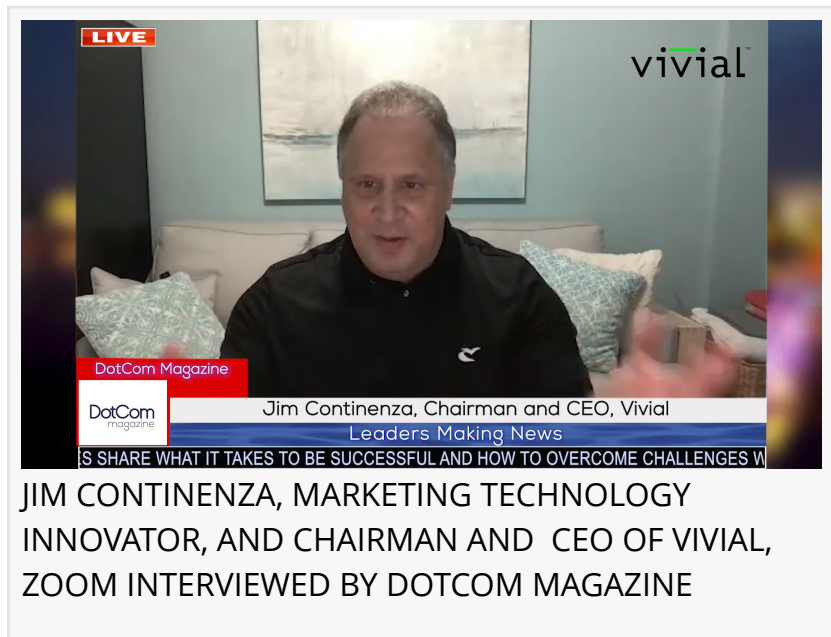 LIVE
vivial™
DotCom Magazine
DotCom
magazine
Jim Continenza, Chairman and CEO, Vivial
Leaders Making News
ES SHARE WHAT IT TAKES TO BE SUCCESSFUL AND HOW TO OVERCOME CHALLENGES W
JIM CONTINENZA, MARKETING TECHNOLOGY
INNOVATOR, AND CHAIRMAN AND  CEO OF VIVIAL,
ZOOM INTERVIEWED BY DOTCOM MAGAZINE